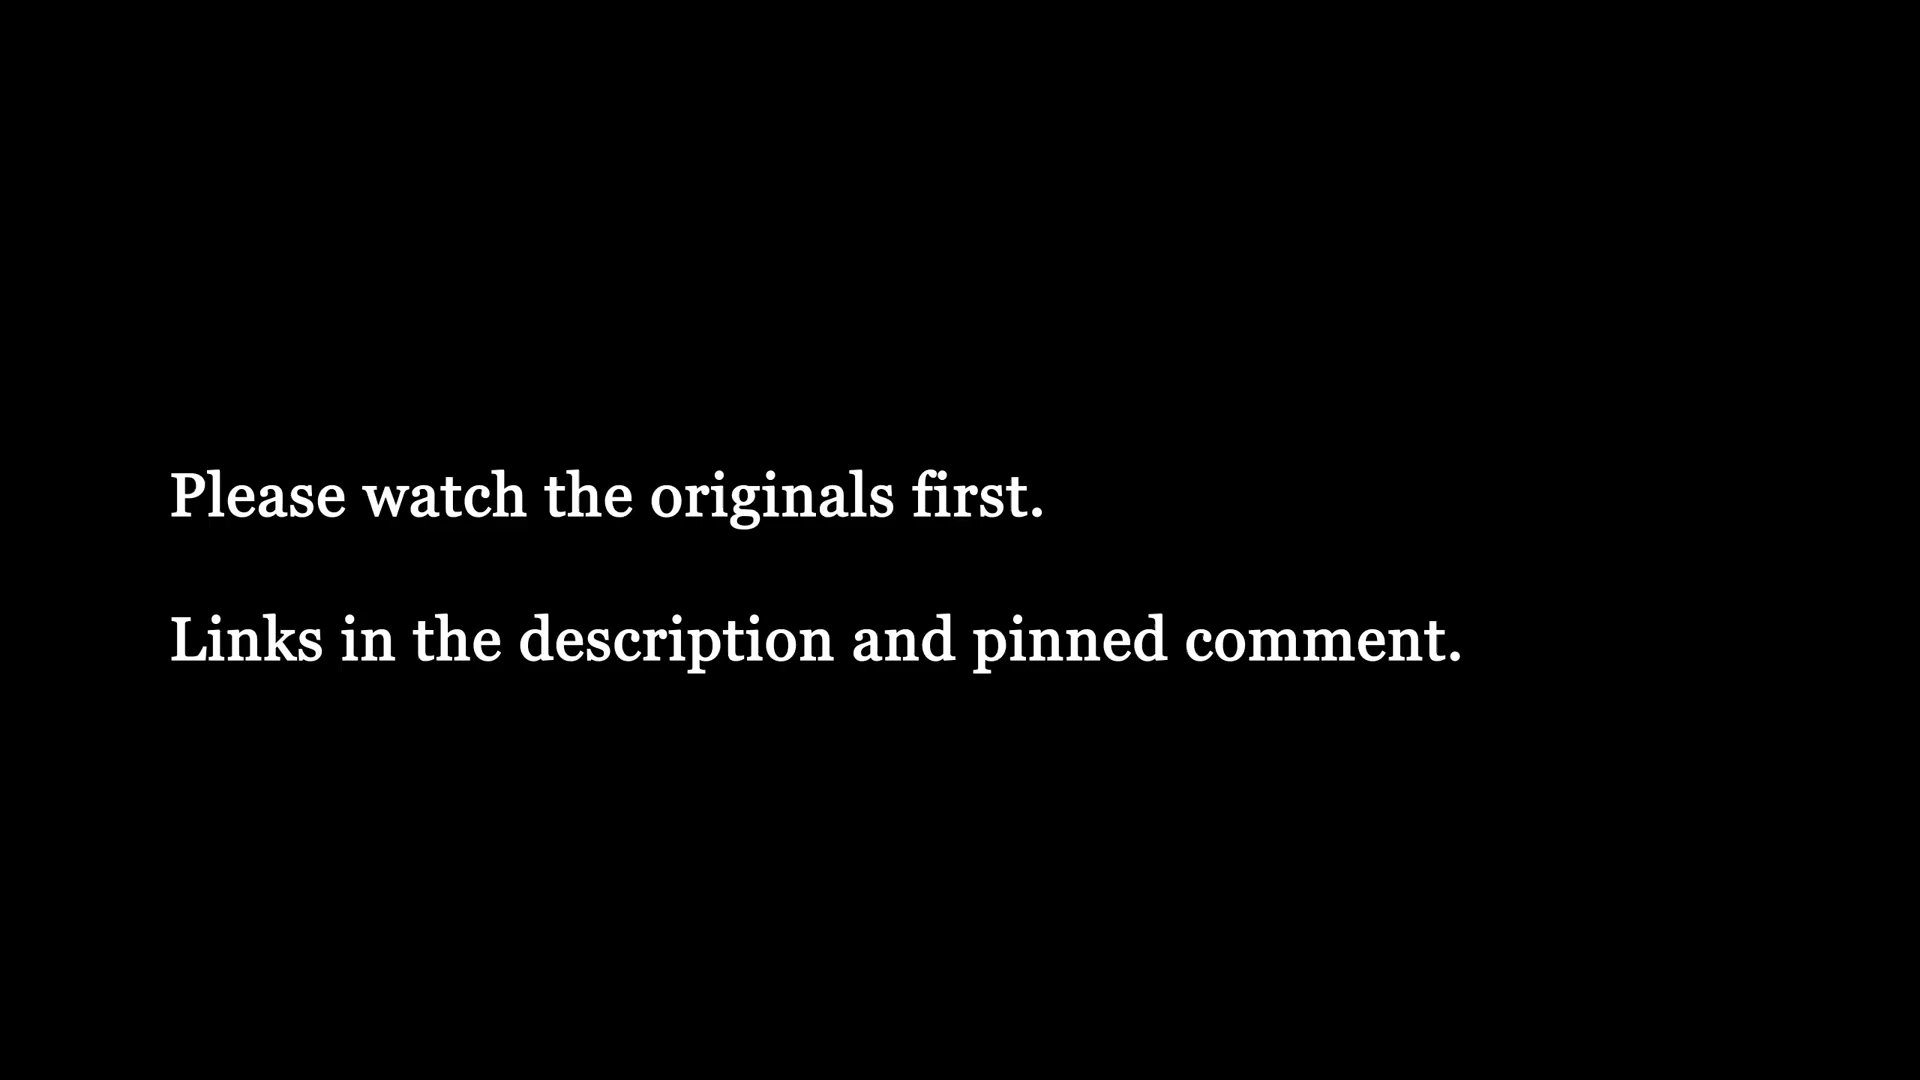 Please watch the originals first.
Links in the description and pinned comment.